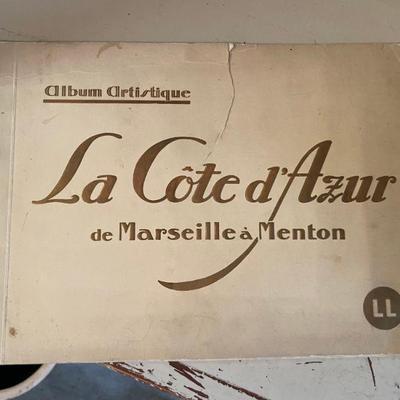 Album Artistique
La Côte d'Azur
de Marseille à Menton
LL